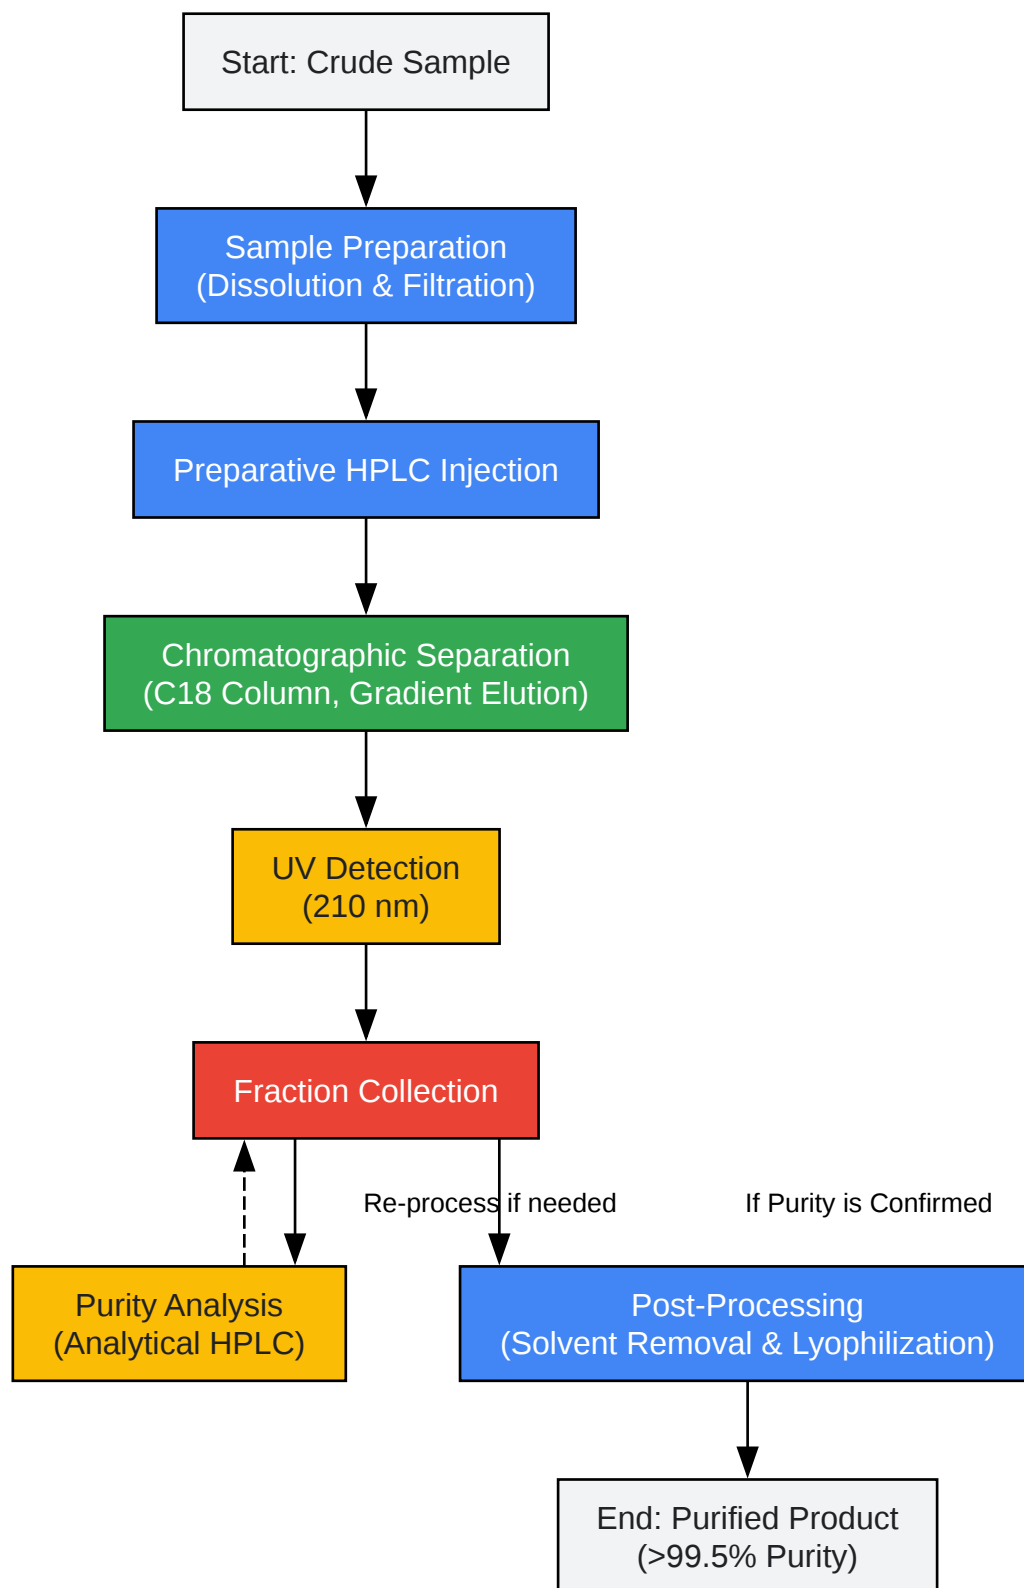 Start: Crude Sample
Sample Preparation
(Dissolution & Filtration)
Preparative HPLC Injection
Chromatographic Separation
(C18 Column, Gradient Elution)
UV Detection
(210 nm)
Fraction Collection
Re-process if needed
If Purity is Confirmed
Purity Analysis
(Analytical HPLC)
Post-Processing
(Solvent Removal & Lyophilization)
End: Purified Product
(>99.5% Purity)